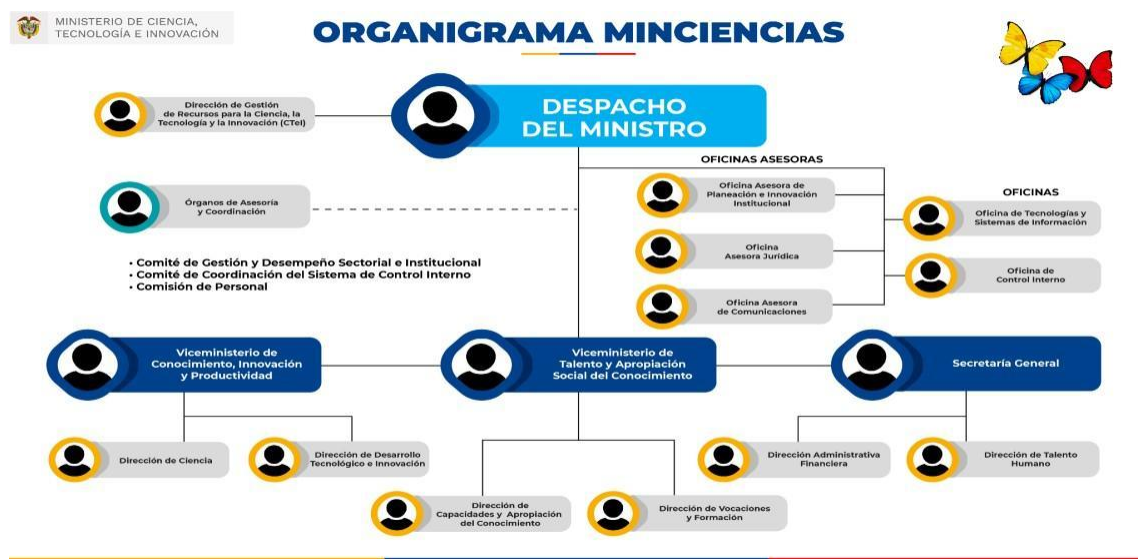 MINISTERIO DE CIENCIA,
TECNOLOGÍA E INNOVACIÓN
ORGANIGRAMA MINCIENCIAS
Dirección de Gestión
de Recursos para la Ciencia, la
Tecnología y la Innovación (CTeI)
DESPACHO
DEL MINISTRO
OFICINAS ASESORAS
Oficina Asesora de
Planeación e Innovación
Institucional
OFICINAS
Órganos de Asesoría
y Coordinación
Oficina de Tecnologías y
Sistemas de Información
Oficina
Asesora Jurídica
• Comité de Gestión y Desempeño Sectorial e Institucional
• Comité de Coordinación del Sistema de Control Interno
• Comisión de Personal
Oficina de
Control Interno
Oficina Asesora
de Comunicaciones
Viceministerio de
Conocimiento, Innovación
y Productividad
Viceministerio de
Talento y Apropiación
Social del Conocimiento
Secretaría General
Dirección de Ciencia
Dirección de Desarrollo
Tecnológico e Innovación
Dirección Administrativa
Financiera
Dirección de Talento
Humano
Dirección de
Capacidades y Apropiación
del Conocimiento
Dirección de Vocaciones
y Formación